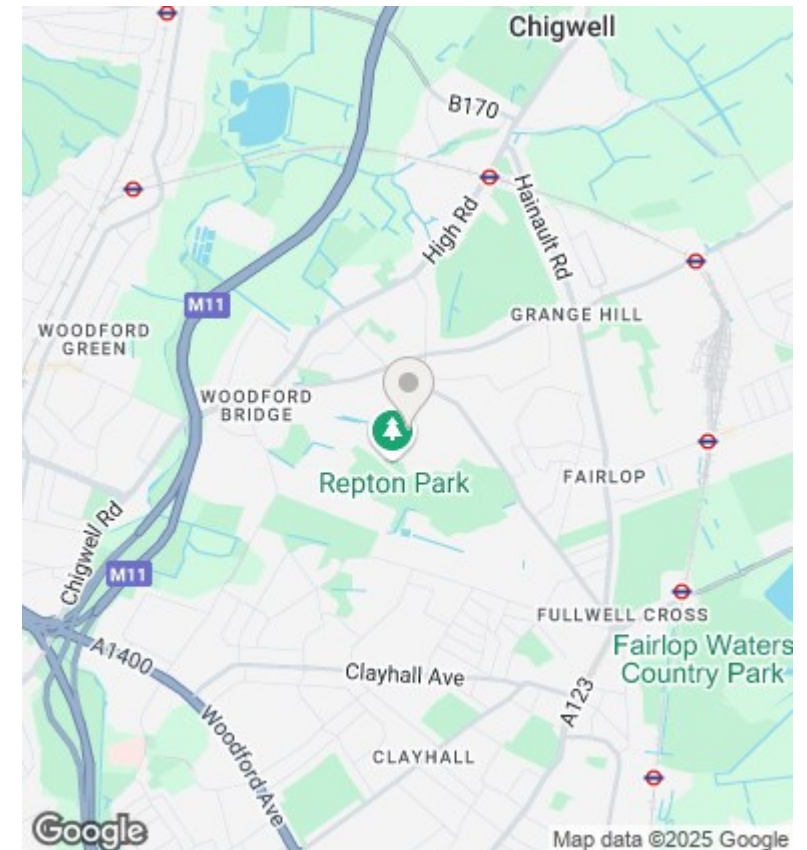 Chigwell
B170
High Rd
Hainault Rd
M11
GRANGE HILL
WOODFORD
GREEN
WOODFORD
BRIDGE
Repton Park
FAIRLOP
Chigwell Rd
M11
FULLWELL CROSS
A1400
Fairlop Waters
Country Park
Clayhall Ave
A123
Woodford Ave
CLAYHALL
Google
Map data ©2025 Google